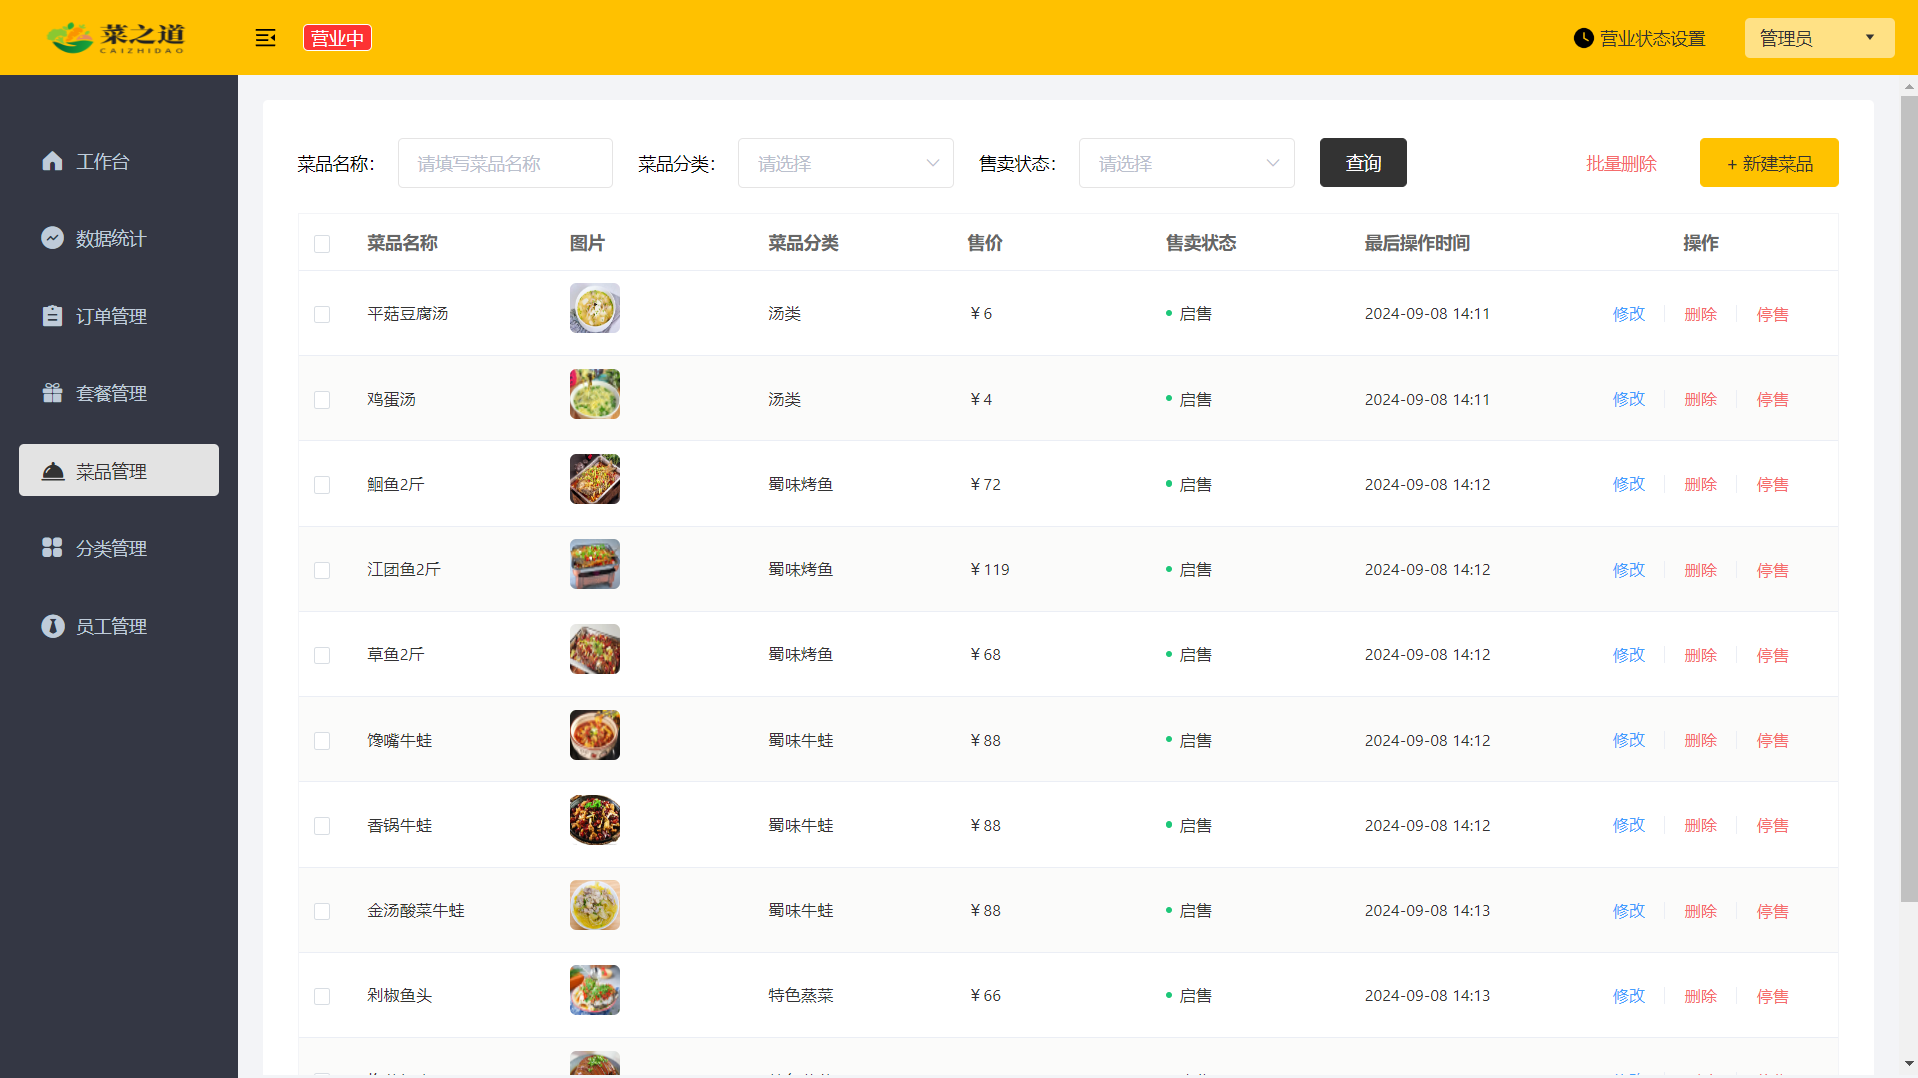 菜之道
CAIZHIDAO
营业中
营业状态设置
管理员
工作台
数据统计
订单管理
套餐管理
菜品管理
分类管理
员工管理
菜品名称: 请填写菜品名称 菜品分类: 请选择 售卖状态: 请选择 查询 批量删除 + 新建菜品
菜品名称 图片 菜品分类 售价 售卖状态 最后操作时间 操作
平菇豆腐汤 汤类 ￥6 启售 2024-09-08 14:11 修改 删除 停售
鸡蛋汤 汤类 ￥4 启售 2024-09-08 14:11 修改 删除 停售
鮰鱼2斤 蜀味烤鱼 ￥72 启售 2024-09-08 14:12 修改 删除 停售
江团鱼2斤 蜀味烤鱼 ￥119 启售 2024-09-08 14:12 修改 删除 停售
草鱼2斤 蜀味烤鱼 ￥68 启售 2024-09-08 14:12 修改 删除 停售
馋嘴牛蛙 蜀味牛蛙 ￥88 启售 2024-09-08 14:12 修改 删除 停售
香锅牛蛙 蜀味牛蛙 ￥88 启售 2024-09-08 14:12 修改 删除 停售
金汤酸菜牛蛙 蜀味牛蛙 ￥88 启售 2024-09-08 14:13 修改 删除 停售
剁椒鱼头 特色蒸菜 ￥66 启售 2024-09-08 14:13 修改 删除 停售